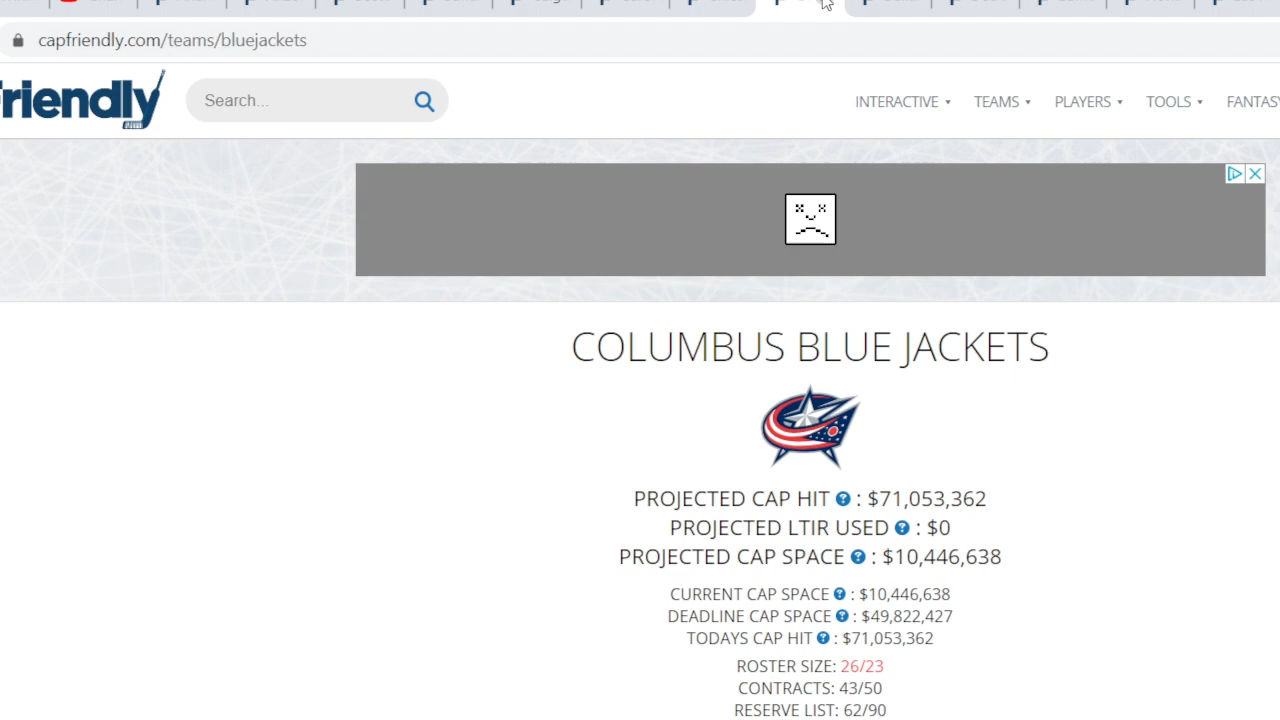 capfriendly.com/teams/bluejackets
riendly
Search...
INTERACTIVE
TEAMS
PLAYERS
TOOLS
FANTASY
COLUMBUS BLUE JACKETS
PROJECTED CAP HIT ? : $71,053,362
PROJECTED LTIR USED ? : $0
PROJECTED CAP SPACE ? : $10,446,638
CURRENT CAP SPACE ? : $10,446,638
DEADLINE CAP SPACE ? : $49,822,427
TODAYS CAP HIT ? : $71,053,362
ROSTER SIZE: 26/23
CONTRACTS: 43/50
RESERVE LIST: 62/90